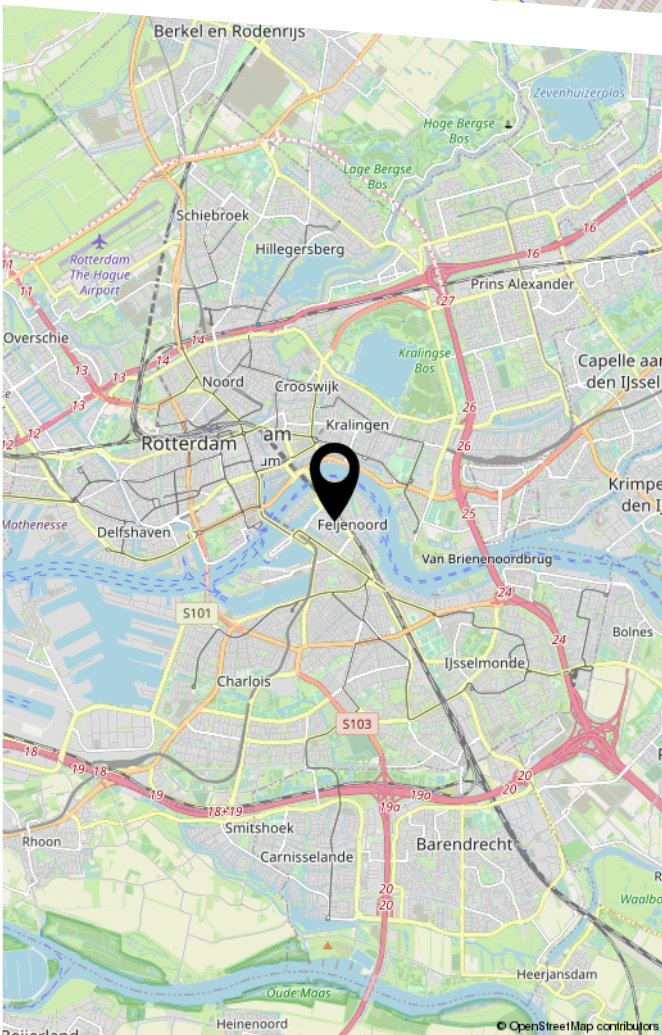 Berkel en Rodenrijs
Zevenhuizerplas
Hoge Bergse
Bos
Lage Bergse
Bos
Schiebroek
Hillegersberg
16
16
Rotterdam
The Hague
Airport
11
11
Prins Alexander
27
Overschie
14
14
13
13
13
Kralingse
Bos
Capelle aan
den IJssel
Noord
Crooswijk
26
26
12
12
Kralingen
Rotterdam
am
um
Krimpe
den IJ
25
Mathenesse
Delfshaven
Feijenoord
Van Brienenoordbrug
24
S101
24
Bolnes
IJsselmonde
Charlois
S103
18
19
18
19
18+19
19a
19a
20
20
Smitshoek
Rhoon
Carnisselande
Barendrecht
20
20
Waalbo
Heerjansdam
Oude Maas
Heinenoord
© OpenStreetMap contributors